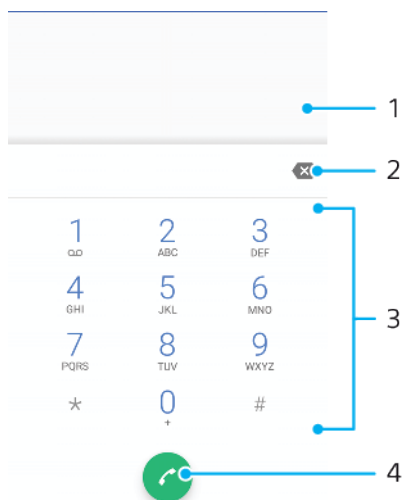 1
2
1 2 3
ABC DEF
4 5 6
GHI JKL MNO
3
7 8 9
PQRS TUV WXYZ
* 0 #
+
4